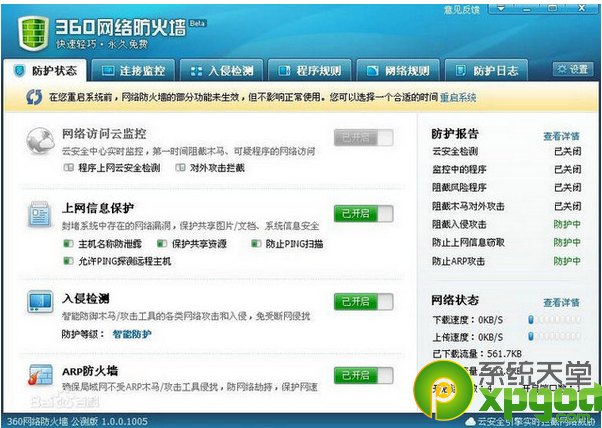 意见反馈
360网络防火墙 Beta
快速轻巧·永久免费
防护状态 连接监控 入侵检测 程序规则 网络规则 防护日志 设置
在您重启系统前，网络防火墙的部分功能未生效，但不影响正常使用。您可以选择一个合适的时间 重启系统
网络访问云监控
已开启
云安全中心实时监控，第一时间阻截木马、可疑程序的网络访问
程序上网云安全检测 对外攻击拦截
上网信息保护
已开启
封堵系统中存在的网络漏洞，保护共享图片/文档、系统信息安全
主机名称防泄露 保护共享资源 防止PING扫描
允许PING探测远程主机
入侵检测
已开启
智能防御木马/攻击工具的各类网络攻击和入侵，免受断网侵扰
防护等级： 智能防护
ARP防火墙
已开启
确保局域网不受ARP木马/攻击工具侵扰，防网络劫持，保护网速
防护报告 查看详情
云安全检测 已关闭
监控中的程序 已关闭
阻截风险程序 已关闭
阻截木马对外攻击 已关闭
阻截入侵攻击 防护中
防止上网信息窃取 防护中
防止ARP攻击 防护中
网络状态 查看详情
下载速度：0KB/S
上传速度：0KB/S
已下载流量：561.7KB
系统天堂
xpgod
Bai 百科
360网络防火墙 公测版 1.0.0.1005
云安全引擎实时拦截网络威胁